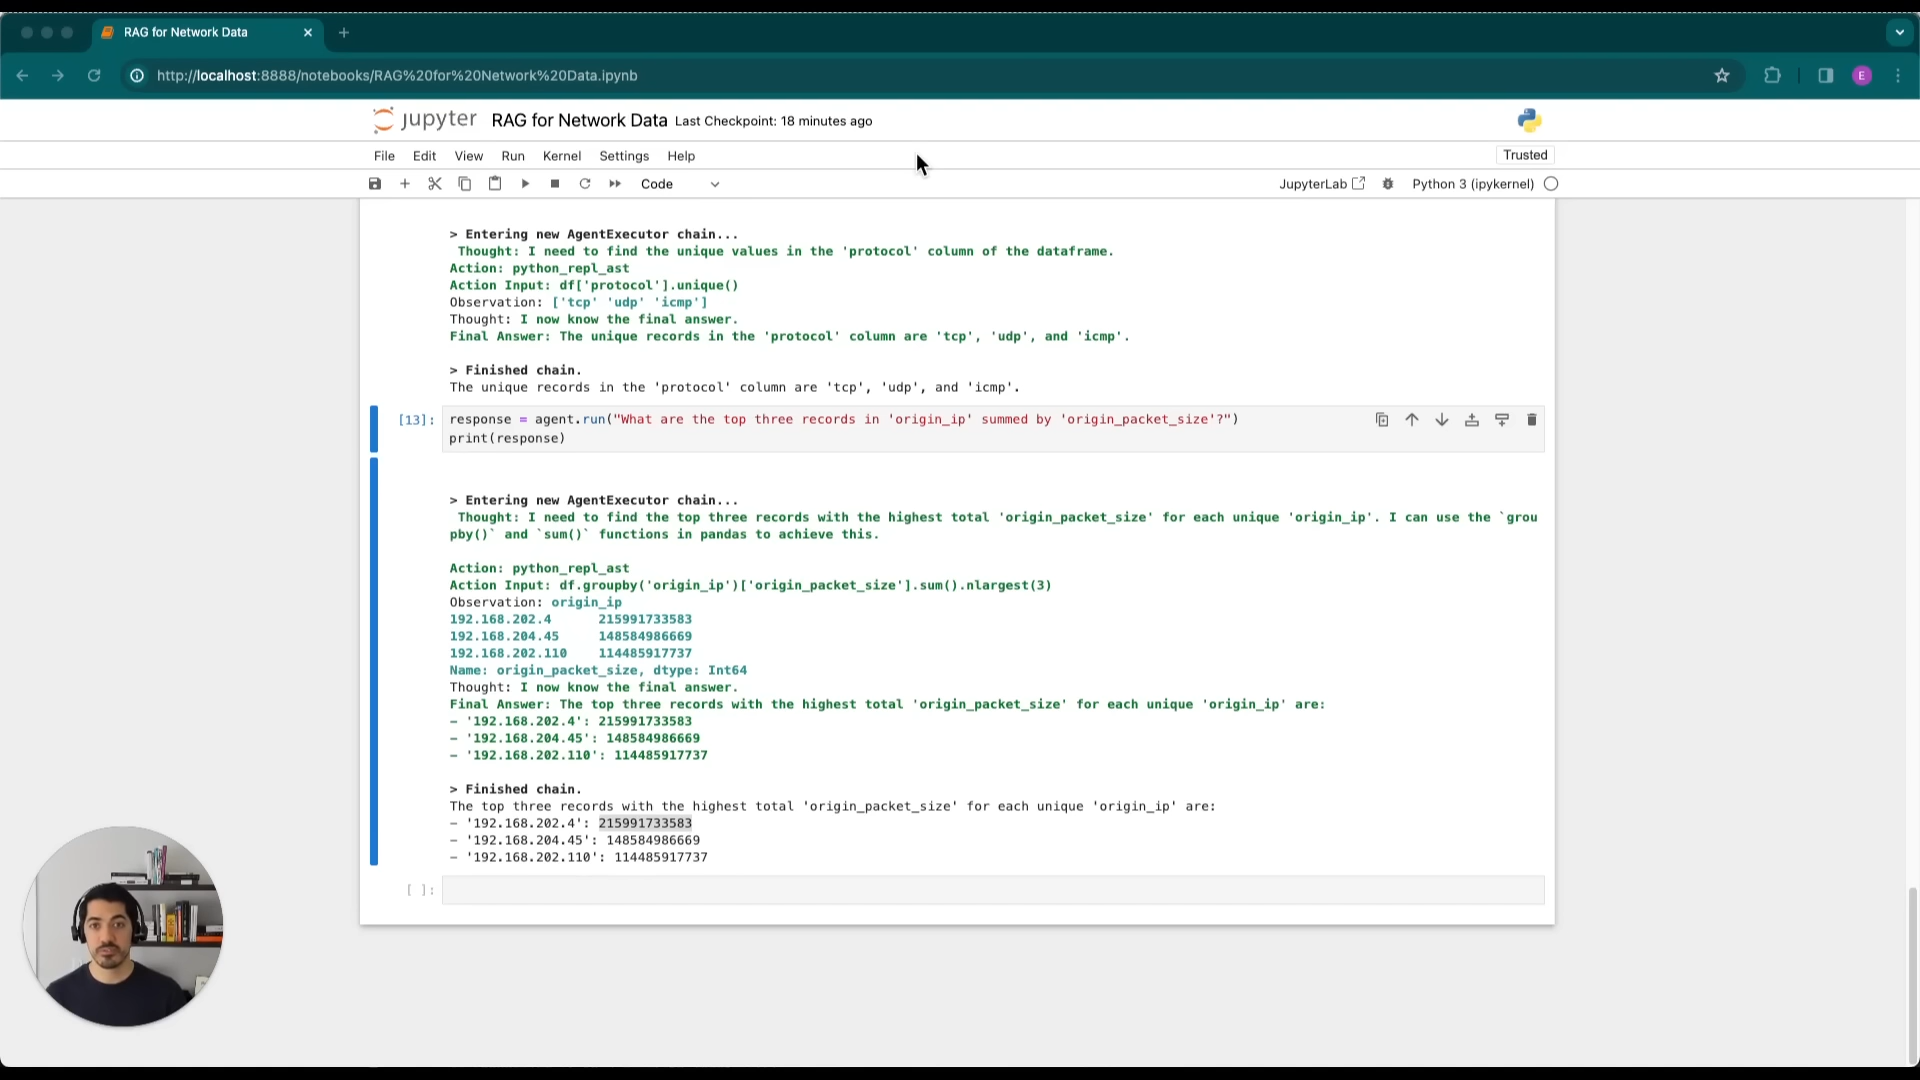 RAG for Network Data
http://localhost:8888/notebooks/RAG%20for%20Network%20Data.ipynb
E
jupyter RAG for Network Data Last Checkpoint: 18 minutes ago
File Edit View Run Kernel Settings Help Trusted
Code JupyterLab Python 3 (ipykernel)
> Entering new AgentExecutor chain...
Thought: I need to find the unique values in the 'protocol' column of the dataframe.
Action: python_repl_ast
Action Input: df['protocol'].unique()
Observation: ['tcp' 'udp' 'icmp']
Thought: I now know the final answer.
Final Answer: The unique records in the 'protocol' column are 'tcp', 'udp', and 'icmp'.
> Finished chain.
The unique records in the 'protocol' column are 'tcp', 'udp', and 'icmp'.
[13]: response = agent.run("What are the top three records in 'origin_ip' summed by 'origin_packet_size'?")
print(response)
> Entering new AgentExecutor chain...
Thought: I need to find the top three records with the highest total 'origin_packet_size' for each unique 'origin_ip'. I can use the `grou
pby()` and `sum()` functions in pandas to achieve this.
Action: python_repl_ast
Action Input: df.groupby('origin_ip')['origin_packet_size'].sum().nlargest(3)
Observation: origin_ip
192.168.202.4 215991733583
192.168.204.45 148584986669
192.168.202.110 114485917737
Name: origin_packet_size, dtype: Int64
Thought: I now know the final answer.
Final Answer: The top three records with the highest total 'origin_packet_size' for each unique 'origin_ip' are:
- '192.168.202.4': 215991733583
- '192.168.204.45': 148584986669
- '192.168.202.110': 114485917737
> Finished chain.
The top three records with the highest total 'origin_packet_size' for each unique 'origin_ip' are:
- '192.168.202.4': 215991733583
- '192.168.204.45': 148584986669
- '192.168.202.110': 114485917737
[ ]: